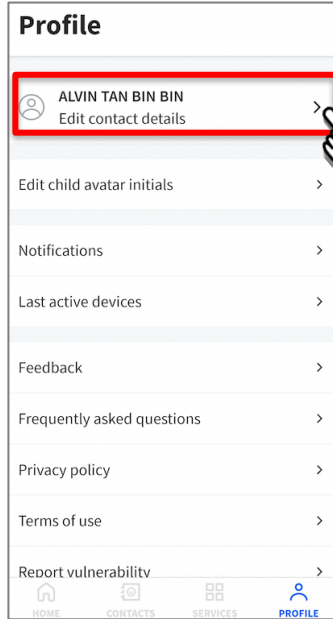 Profile
ALVIN TAN BIN BIN
Edit contact details
Edit child avatar initials
Notifications
Last active devices
Feedback
Frequently asked questions
Privacy policy
Terms of use
Report vulnerability
HOME CONTACTS SERVICES PROFILE